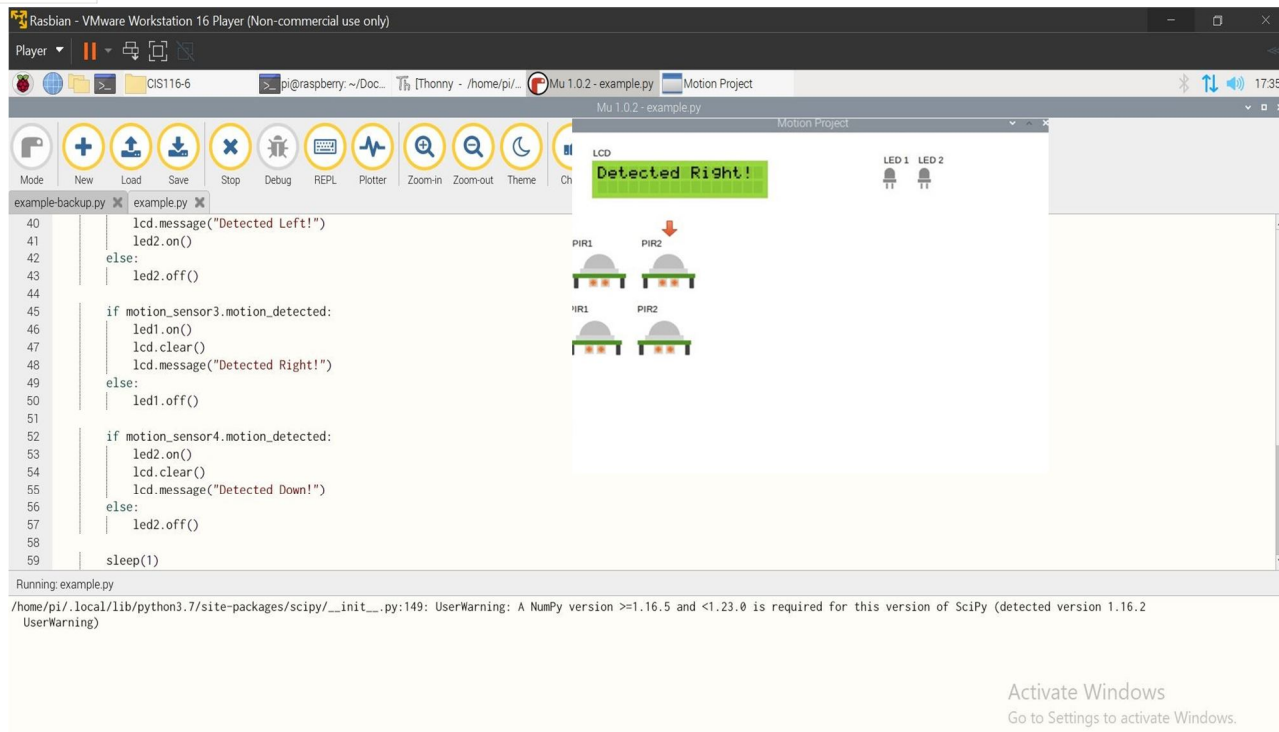 Rasbian - VMware Workstation 16 Player (Non-commercial use only)
Player
CIS116-6 pi@raspberry: ~/Doc... [Thonny - /home/pi/... Mu 1.0.2 - example.py Motion Project 17:35
Mu 1.0.2 - example.py
Motion Project
Mode New Load Save Stop Debug REPL Plotter Zoom-in Zoom-out Theme Ch
example-backup.py example.py
40 lcd.message("Detected Left!")
41 led2.on()
42 else:
43 led2.off()
44
45 if motion_sensor3.motion_detected:
46 led1.on()
47 lcd.clear()
48 lcd.message("Detected Right!")
49 else:
50 led1.off()
51
52 if motion_sensor4.motion_detected:
53 led2.on()
54 lcd.clear()
55 lcd.message("Detected Down!")
56 else:
57 led2.off()
58
59 sleep(1)
LCD
Detected Right!
LED 1 LED 2
PIR1 PIR2
IR1 PIR2
Running: example.py
/home/pi/.local/lib/python3.7/site-packages/scipy/__init__.py:149: UserWarning: A NumPy version >=1.16.5 and <1.23.0 is required for this version of SciPy (detected version 1.16.2
UserWarning)
Activate Windows
Go to Settings to activate Windows.